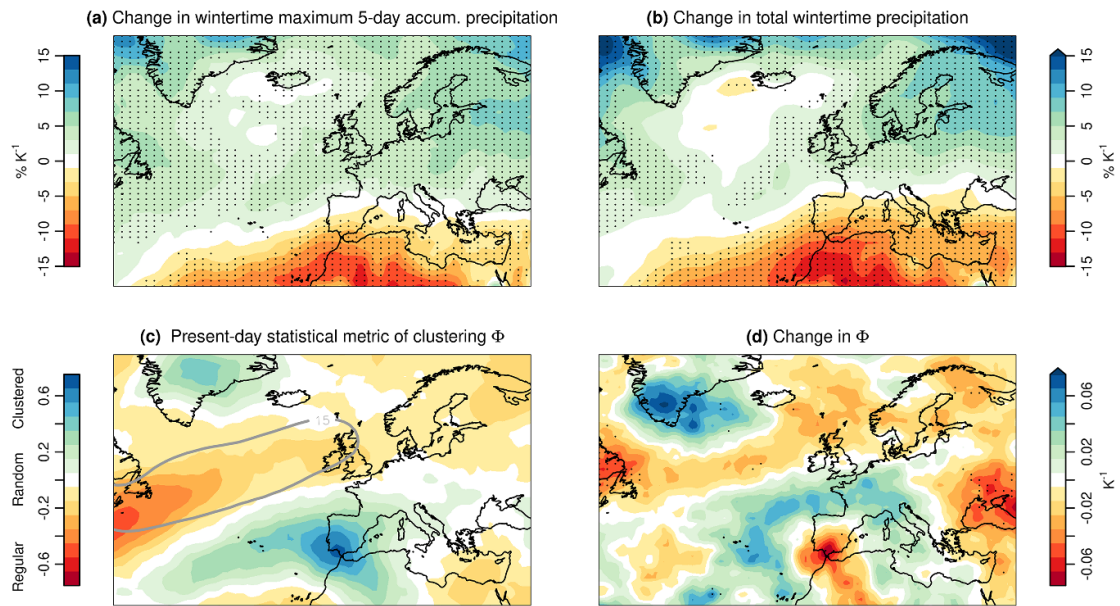 (a) Change in wintertime maximum 5-day accum. precipitation
(b) Change in total wintertime precipitation
15
10
5
0
-5
-10
-15
% K⁻¹
15
10
5
0
-5
-10
-15
% K⁻¹
(c) Present-day statistical metric of clustering Φ
(d) Change in Φ
Clustered
Random
Regular
0.6
0.2
-0.2
-0.6
15
0.06
0.02
-0.02
-0.06
K⁻¹